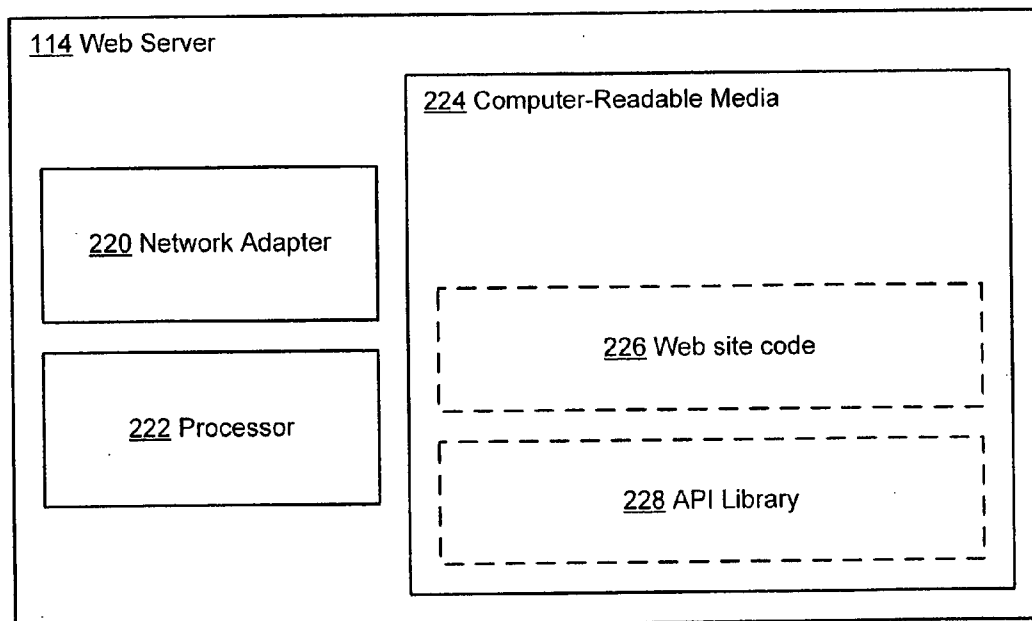 114 Web Server
224 Computer-Readable Media
220 Network Adapter
226 Web site code
222 Processor
228 API Library